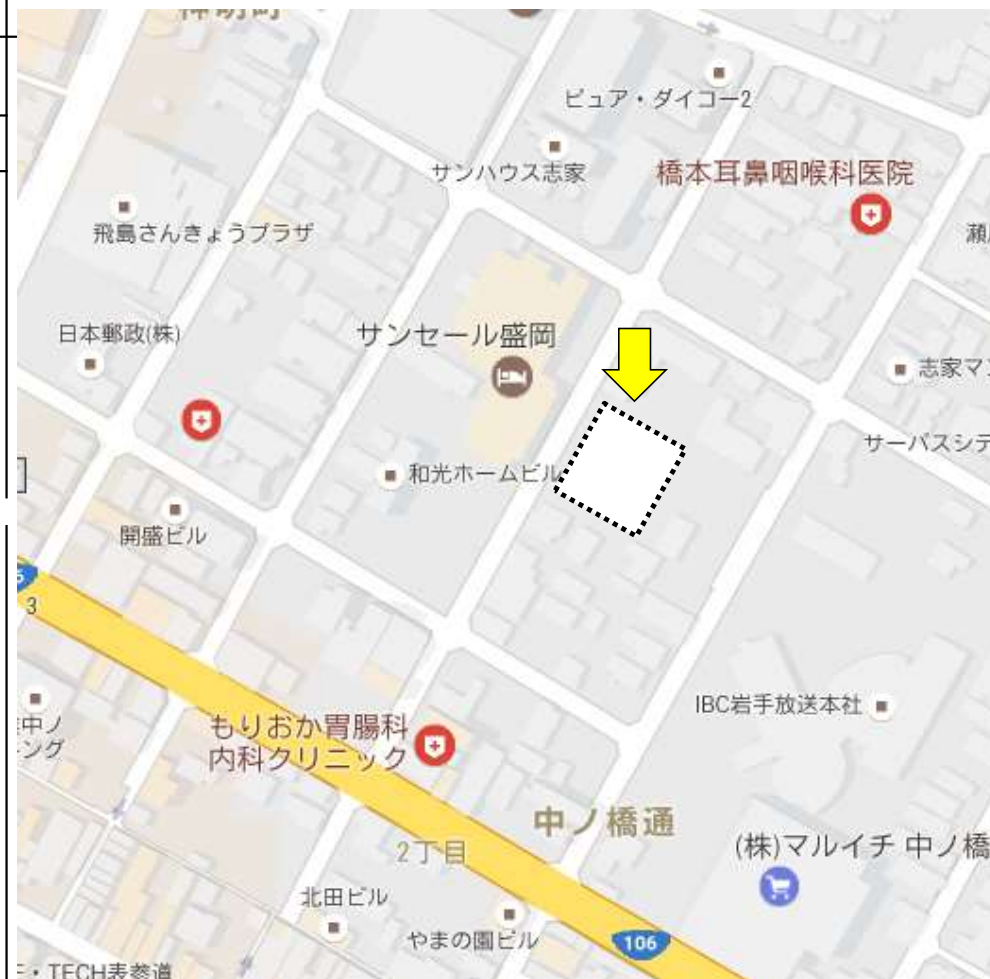 ピュア・ダイコー2
サンハウス志家
橋本耳鼻咽喉科医院
飛島さんきょうプラザ
日本郵政(株)
サンセール盛岡
志家マン
サーパスシテ
和光ホームビル
開盛ビル
3
IBC岩手放送本社
中ノ
ング
もりおか胃腸科
内科クリニック
中ノ橋通
2丁目
(株)マルイチ 中ノ橋
北田ビル
やまの園ビル
106
・TECH表参道